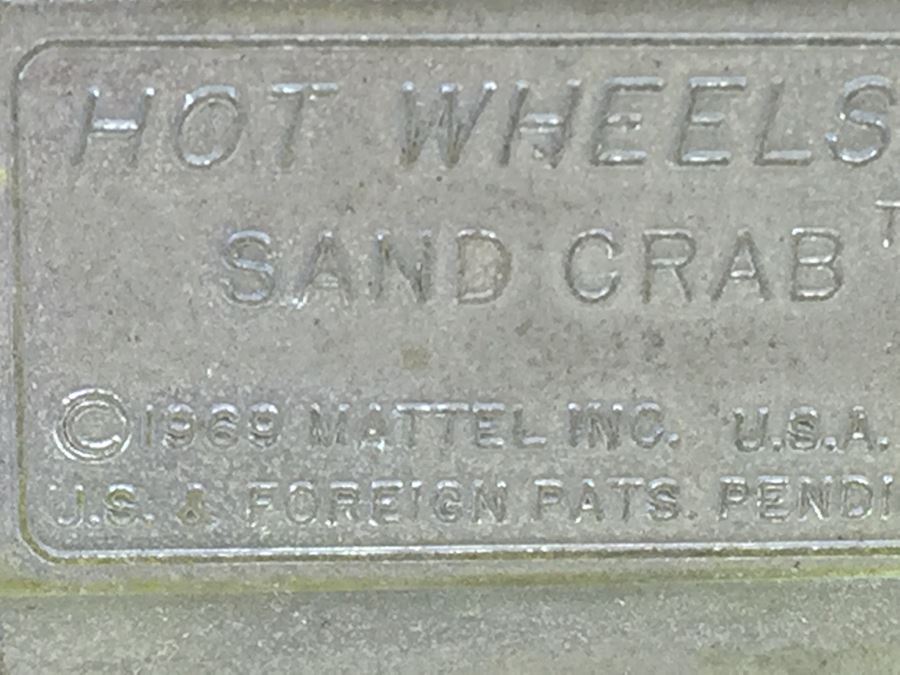 HOT WHEELS
SAND CRAB T
© 1969 MATTEL INC. U.S.A.
U.S. & FOREIGN PATS. PENDI